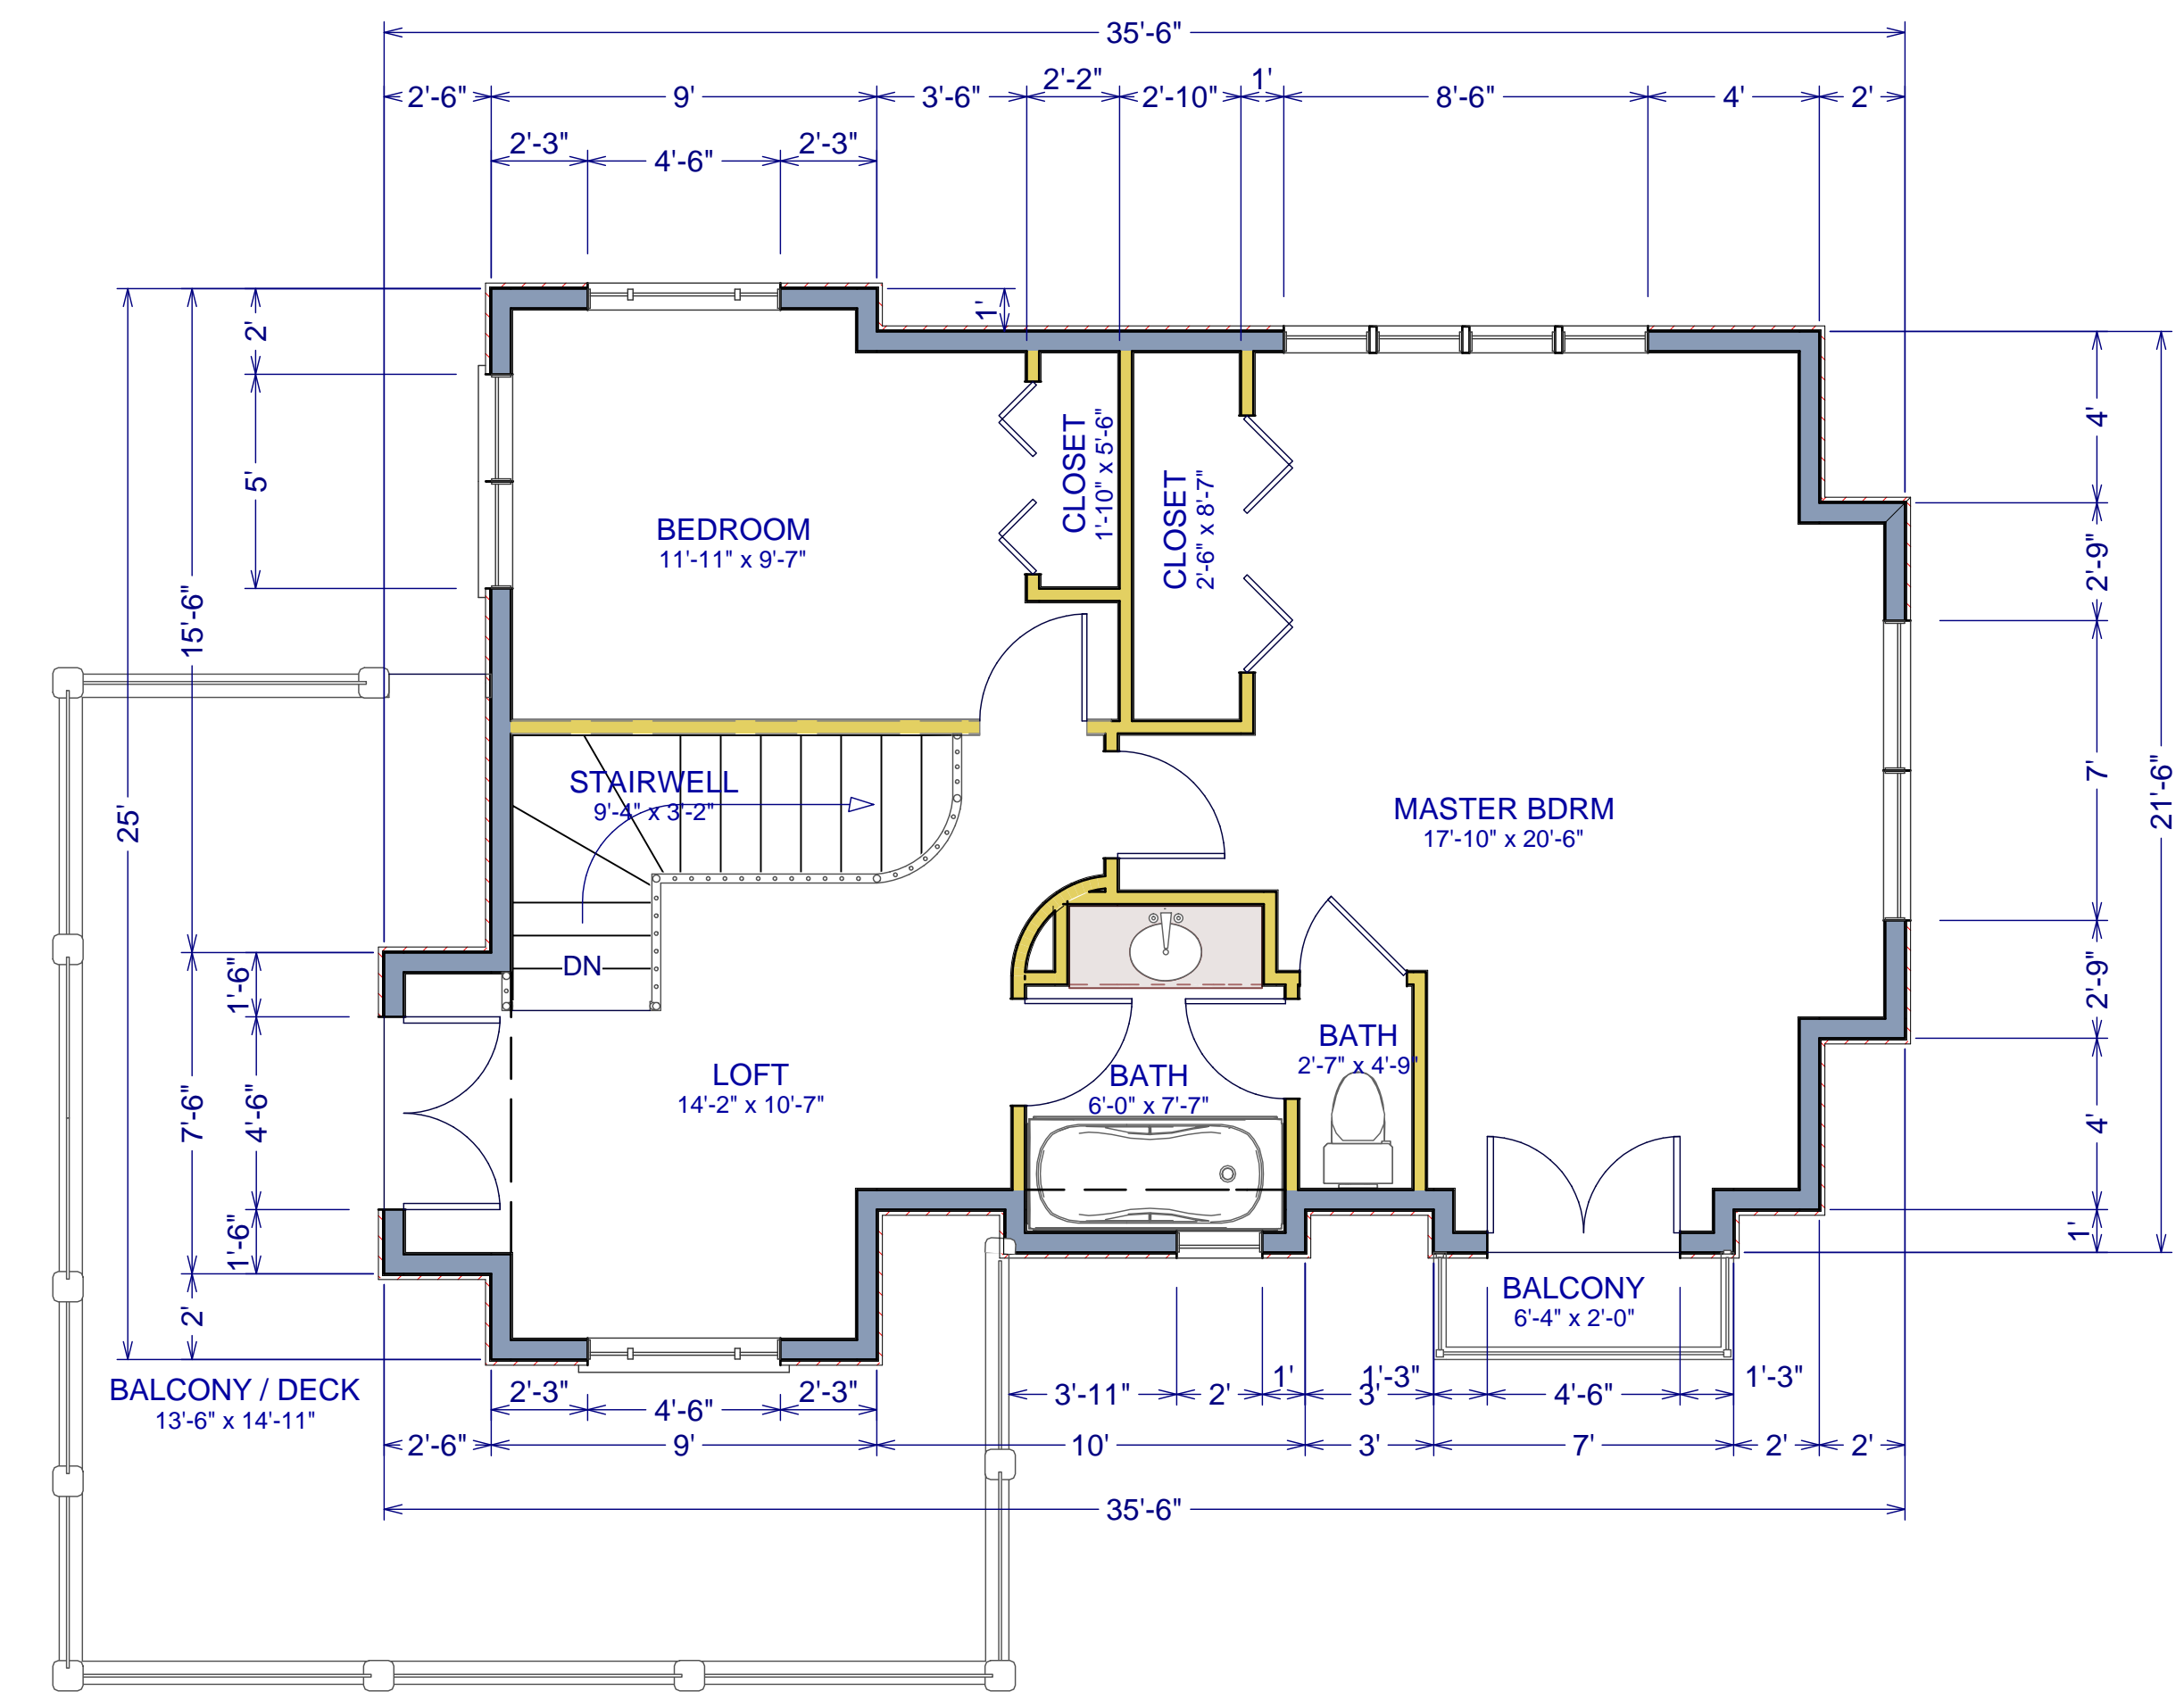 35'-6"
2'-6"
9'
3'-6"
2'-2"
2'-10"
1'
8'-6"
4'
2'
2'-3"
4'-6"
2'-3"
1'
2'
5'
15'-6"
25'
7'-6"
2'
1'-6"
4'-6"
1'-6"
BEDROOM
11'-11" x 9'-7"
CLOSET
1'-10" x 5'-6"
CLOSET
2'-6" x 8'-7"
STAIRWELL
9'-4" x 3'-2"
DN
MASTER BDRM
17'-10" x 20'-6"
LOFT
14'-2" x 10'-7"
BATH
6'-0" x 7'-7"
BATH
2'-7" x 4'-9"
4'
2'-9"
7'
2'-9"
4'
1'
21'-6"
BALCONY
6'-4" x 2'-0"
BALCONY / DECK
13'-6" x 14'-11"
2'-3"
4'-6"
2'-3"
3'-11"
2'
1'
3'
1'-3"
4'-6"
1'-3"
2'-6"
9'
10'
3'
7'
2'
2'
35'-6"